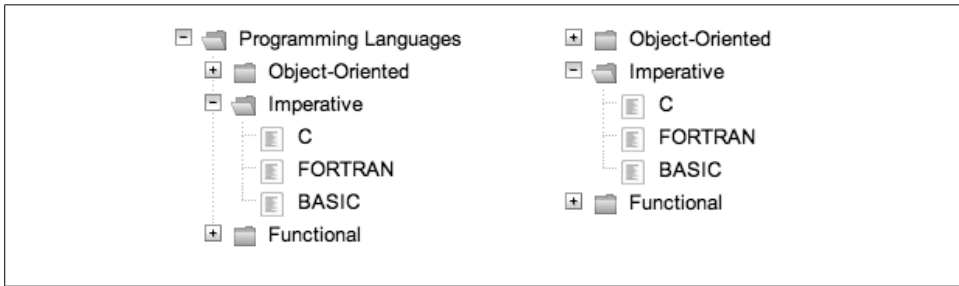 Programming Languages
Object-Oriented
Imperative
C
FORTRAN
BASIC
Functional
Object-Oriented
Imperative
C
FORTRAN
BASIC
Functional